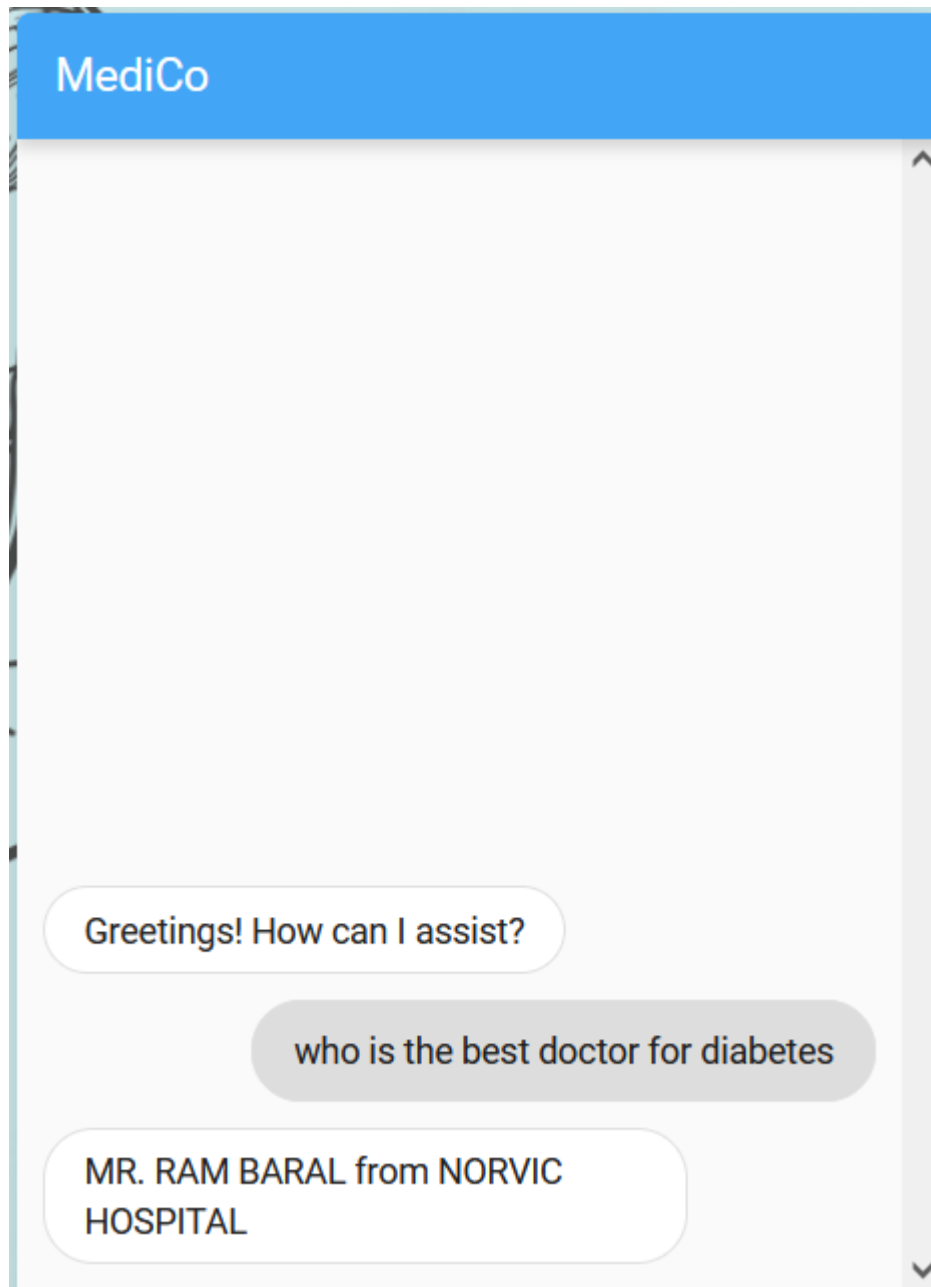 MediCo
Greetings! How can I assist?
who is the best doctor for diabetes
MR. RAM BARAL from NORVIC
HOSPITAL